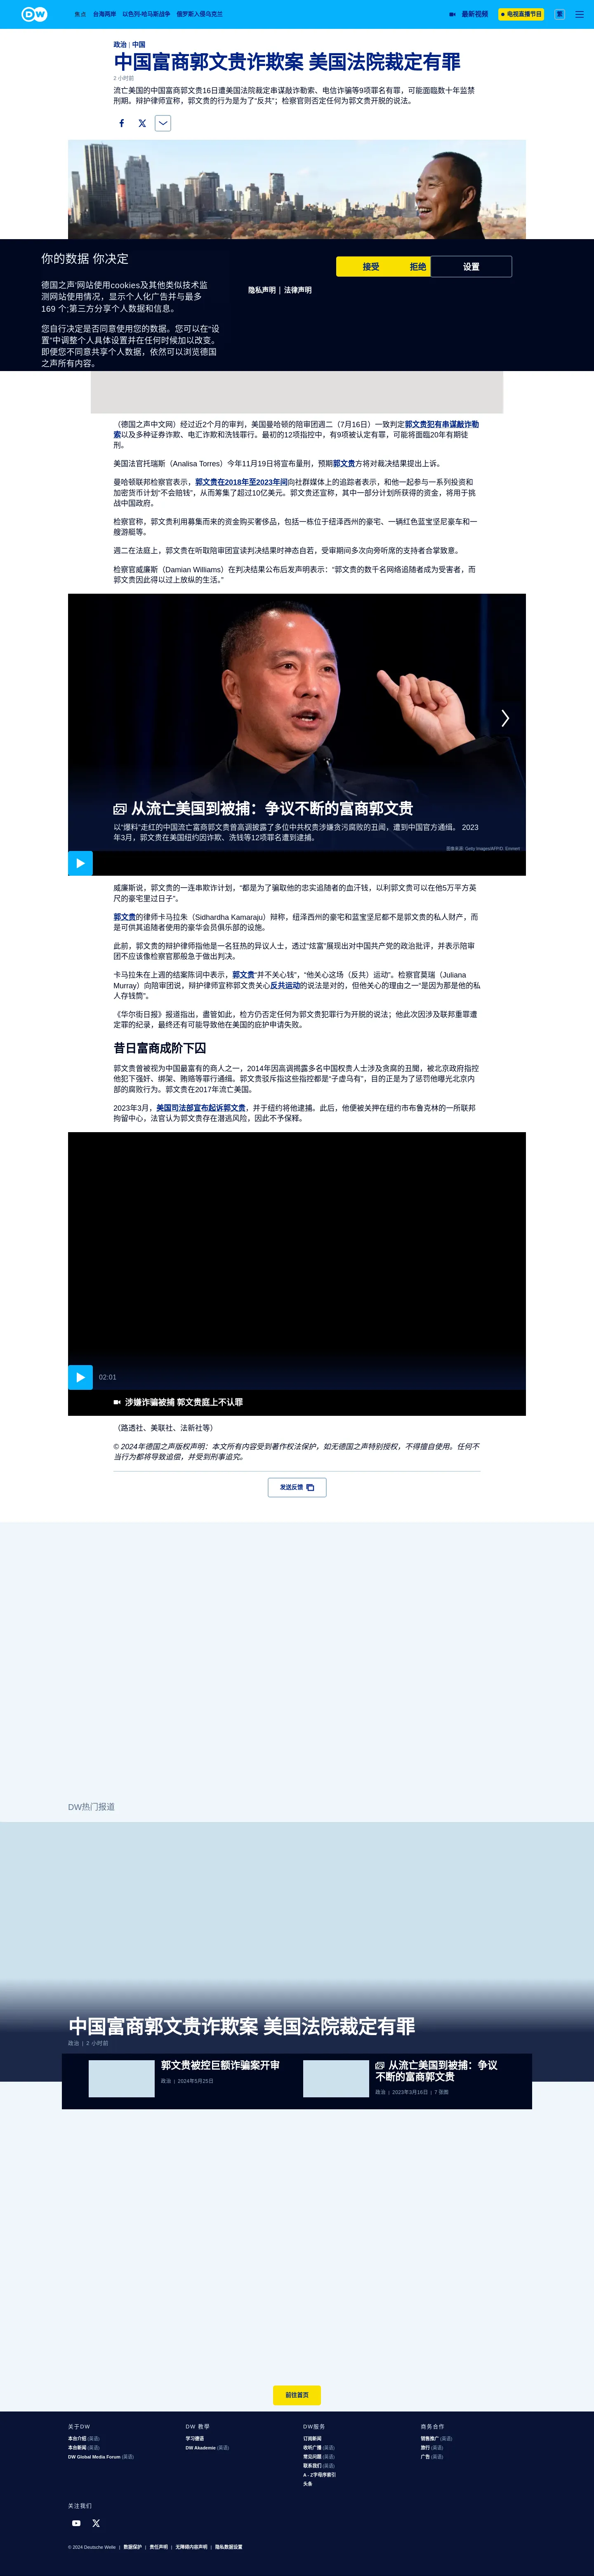 DW
焦点 台海两岸 以色列-哈马斯战争 俄罗斯入侵乌克兰 最新视频 电视直播节目 繁
政治 | 中国
中国富商郭文贵诈欺案 美国法院裁定有罪
2 小时前
流亡美国的中国富商郭文贵16日遭美国法院裁定串谋敲诈勒索、电信诈骗等9项罪名有罪，可能面临数十年监禁
刑期。辩护律师宣称，郭文贵的行为是为了“反共”；检察官则否定任何为郭文贵开脱的说法。
你的数据 你决定
德国之声'网站使用cookies及其他类似技术监
测网站使用情况，显示个人化广告并与最多
169 个;第三方分享个人数据和信息。
您自行决定是否同意使用您的数据。您可以在“设
置”中调整个人具体设置并在任何时候加以改变。
即便您不同意共享个人数据，依然可以浏览德国
之声所有内容。
接受 拒绝 设置
隐私声明 | 法律声明
（德国之声中文网）经过近2个月的审判，美国曼哈顿的陪审团週二（7月16日）一致判定郭文贵犯有串谋敲诈勒
索以及多种证券诈欺、电汇诈欺和洗钱罪行。最初的12项指控中，有9项被认定有罪，可能将面臨20年有期徒
刑。
美国法官托瑞斯（Analisa Torres）今年11月19日将宣布量刑，预期郭文贵方将对裁决结果提出上诉。
曼哈顿联邦检察官表示，郭文贵在2018年至2023年间向社群媒体上的追踪者表示，和他一起参与一系列投资和
加密货币计划“不会赔钱”，从而筹集了超过10亿美元。郭文贵还宣称，其中一部分计划所获得的资金，将用于挑
战中国政府。
检察官称，郭文贵利用募集而来的资金购买奢侈品，包括一栋位于纽泽西州的豪宅、一辆红色蓝宝坚尼豪车和一
艘游艇等。
週二在法庭上，郭文贵在听取陪审团宣读判决结果时神态自若，受审期间多次向旁听席的支持者合掌致意。
检察官威廉斯（Damian Williams）在判决结果公布后发声明表示：“郭文贵的数千名网络追随者成为受害者，而
郭文贵因此得以过上放纵的生活。”
从流亡美国到被捕：争议不断的富商郭文贵
以“爆料”走红的中国流亡富商郭文贵曾高调披露了多位中共权贵涉嫌贪污腐败的丑闻，遭到中国官方通缉。 2023
年3月，郭文贵在美国纽约因诈欺、洗钱等12项罪名遭到逮捕。
图像来源: Getty Images/AFP/D. Emmert
威廉斯说，郭文贵的一连串欺诈计划，“都是为了骗取他的忠实追随者的血汗钱，以利郭文贵可以在他5万平方英
尺的豪宅里过日子”。
郭文贵的律师卡马拉朱（Sidhardha Kamaraju）辩称，纽泽西州的豪宅和蓝宝坚尼都不是郭文贵的私人财产，而
是可供其追随者使用的豪华会员俱乐部的设施。
此前，郭文贵的辩护律师指他是一名狂热的异议人士，透过“炫富”展现出对中国共产党的政治批评，并表示陪审
团不应该像检察官那般急于做出判决。
卡马拉朱在上週的结案陈词中表示，郭文贵“并不关心钱”，“他关心这场（反共）运动”。检察官莫瑞（Juliana
Murray）向陪审团说，辩护律师宣称郭文贵关心反共运动的说法是对的，但他关心的理由之一“是因为那是他的私
人存钱筒”。
《华尔街日报》报道指出，盡管如此，检方仍否定任何为郭文贵犯罪行为开脱的说法；他此次因涉及联邦重罪遭
定罪的纪录，最终还有可能导致他在美国的庇护申请失败。
昔日富商成阶下囚
郭文贵曾被视为中国最富有的商人之一，2014年因高调揭露多名中国权贵人士涉及贪腐的丑聞，被北京政府指控
他犯下强奸、绑架、贿赂等罪行通缉。郭文贵驳斥指这些指控都是“子虚乌有”，目的正是为了惩罚他曝光北京内
部的腐败行为。郭文贵在2017年流亡美国。
2023年3月，美国司法部宣布起诉郭文贵，并于纽约将他逮捕。此后，他便被关押在纽约市布鲁克林的一所联邦
拘留中心，法官认为郭文贵存在潜逃风险，因此不予保释。
02:01
涉嫌诈骗被捕 郭文贵庭上不认罪
（路透社、美联社、法新社等）
© 2024年德国之声版权声明：本文所有内容受到著作权法保护，如无德国之声特别授权，不得擅自使用。任何不
当行为都将导致追偿，并受到刑事追究。
发送反馈
DW热门报道
中国富商郭文贵诈欺案 美国法院裁定有罪
政治 | 2 小时前
郭文贵被控巨额诈骗案开审
政治 | 2024年5月25日
从流亡美国到被捕：争议
不断的富商郭文贵
政治 | 2023年3月16日 | 7 张图
前往首页
关于DW
本台介绍 (英语)
本台新闻 (英语)
DW Global Media Forum (英语)
DW 教学
学习德语
DW Akademie (英语)
DW服务
订阅新闻
收听广播 (英语)
常见问题 (英语)
联系我们 (英语)
A - Z字母序索引
头条
商务合作
销售推广 (英语)
旅行 (英语)
广告 (英语)
关注我们
© 2024 Deutsche Welle | 数据保护 | 责任声明 | 无障碍内容声明 | 隐私数据设置